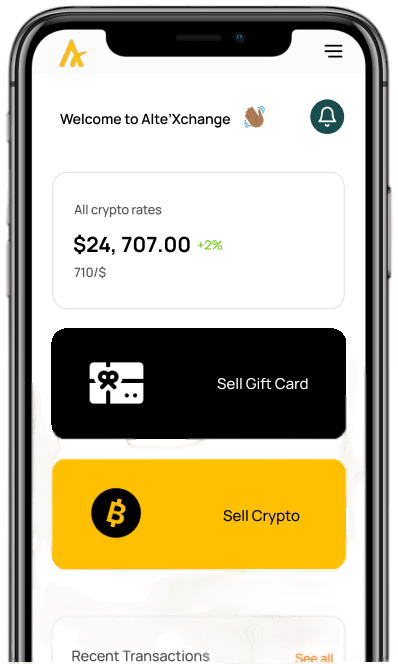 Welcome to Alte'Xchange
All crypto rates
$24, 707.00 +2%
710/$
Sell Gift Card
Sell Crypto
Recent Transactions See all